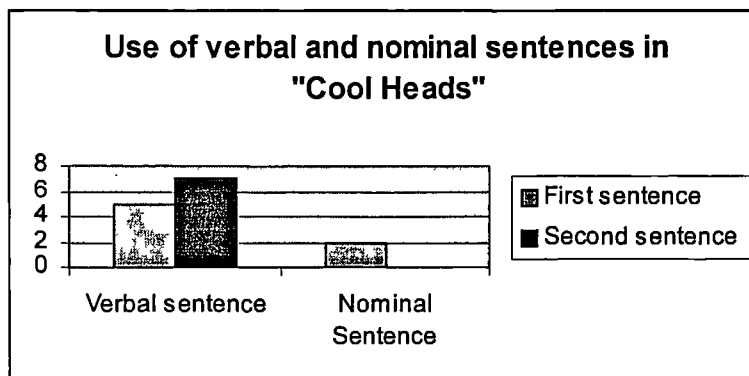 Use of verbal and nominal sentences in
"Cool Heads"
8
6
4
2
0
Verbal sentence
Nominal
Sentence
First sentence
Second sentence